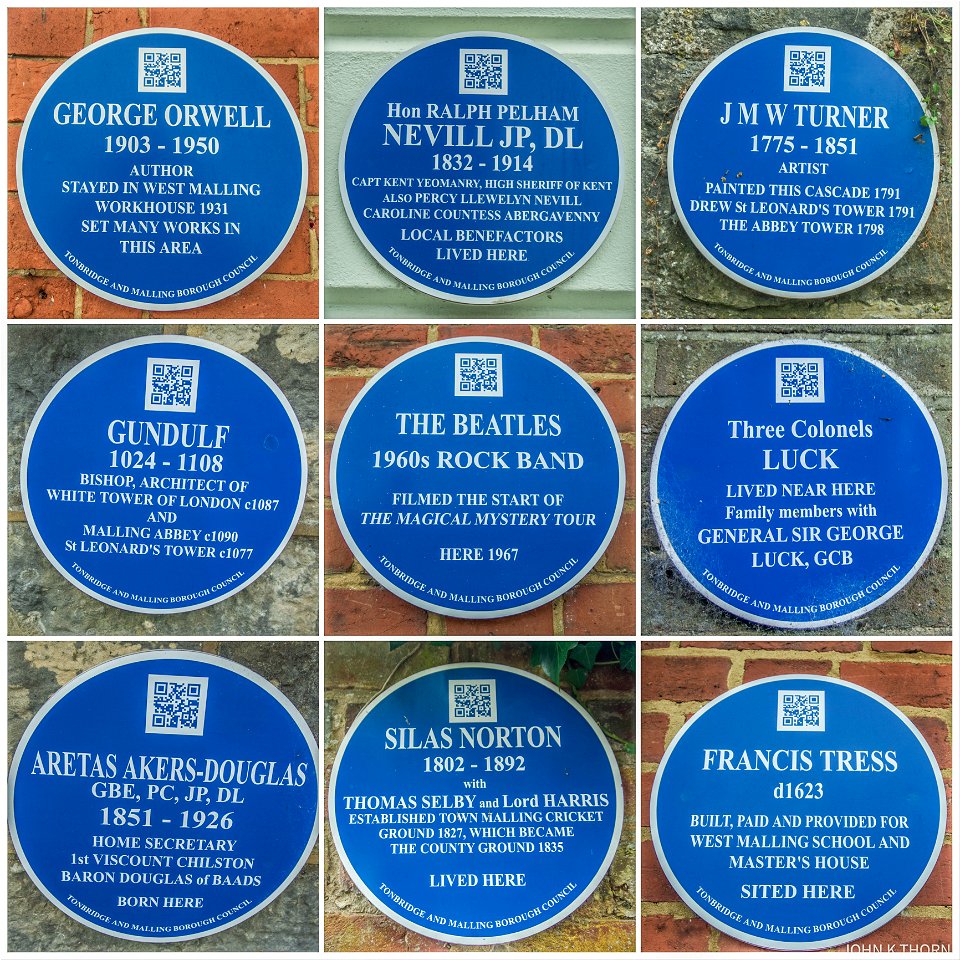 GEORGE ORWELL
1903 - 1950
AUTHOR
STAYED IN WEST MALLING
WORKHOUSE 1931
SET MANY WORKS IN
THIS AREA
TONBRIDGE AND MALLING BOROUGH COUNCIL
Hon RALPH PELHAM
NEVILL JP, DL
1832 - 1914
CAPT KENT YEOMANRY, HIGH SHERIFF OF KENT
ALSO PERCY LLEWELYN NEVILL
CAROLINE COUNTESS ABERGAVENNY
LOCAL BENEFACTORS
LIVED HERE
TONBRIDGE AND MALLING BOROUGH COUNCIL
J M W TURNER
1775 - 1851
ARTIST
PAINTED THIS CASCADE 1791
DREW St LEONARD'S TOWER 1791
THE ABBEY TOWER 1798
TONBRIDGE AND MALLING BOROUGH COUNCIL
GUNDULF
1024 - 1108
BISHOP, ARCHITECT OF
WHITE TOWER OF LONDON c1087
AND
MALLING ABBEY c1090
St LEONARD'S TOWER c1077
TONBRIDGE AND MALLING BOROUGH COUNCIL
THE BEATLES
1960s ROCK BAND
FILMED THE START OF
THE MAGICAL MYSTERY TOUR
HERE 1967
TONBRIDGE AND MALLING BOROUGH COUNCIL
Three Colonels
LUCK
LIVED NEAR HERE
Family members with
GENERAL SIR GEORGE
LUCK, GCB
TONBRIDGE AND MALLING BOROUGH COUNCIL
ARETAS AKERS-DOUGLAS
GBE, PC, JP, DL
1851 - 1926
HOME SECRETARY
1st VISCOUNT CHILSTON
BARON DOUGLAS of BAADS
BORN HERE
TONBRIDGE AND MALLING BOROUGH COUNCIL
SILAS NORTON
1802 - 1892
with
THOMAS SELBY and Lord HARRIS
ESTABLISHED TOWN MALLING CRICKET
GROUND 1827, WHICH BECAME
THE COUNTY GROUND 1835
LIVED HERE
TONBRIDGE AND MALLING BOROUGH COUNCIL
FRANCIS TRESS
d1623
BUILT, PAID AND PROVIDED FOR
WEST MALLING SCHOOL AND
MASTER'S HOUSE
SITED HERE
TONBRIDGE AND MALLING BOROUGH COUNCIL
JOHN K THORN